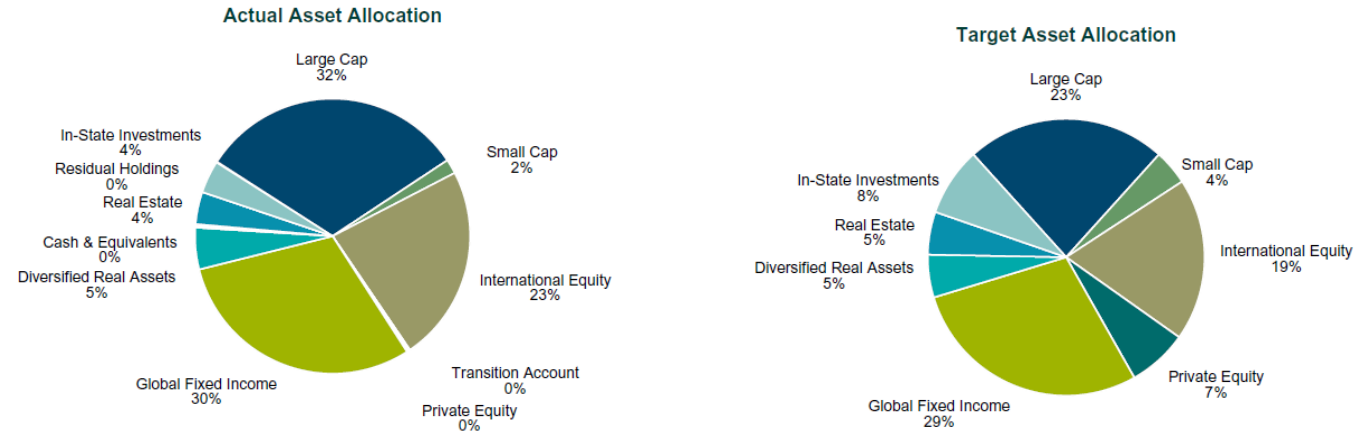 Actual Asset Allocation
Large Cap
32%
Small Cap
2%
International Equity
23%
Transition Account
0%
Private Equity
0%
Global Fixed Income
30%
Diversified Real Assets
5%
Cash & Equivalents
0%
Real Estate
4%
Residual Holdings
0%
In-State Investments
4%
Target Asset Allocation
Large Cap
23%
Small Cap
4%
International Equity
19%
Private Equity
7%
Global Fixed Income
29%
Diversified Real Assets
5%
Real Estate
5%
In-State Investments
8%